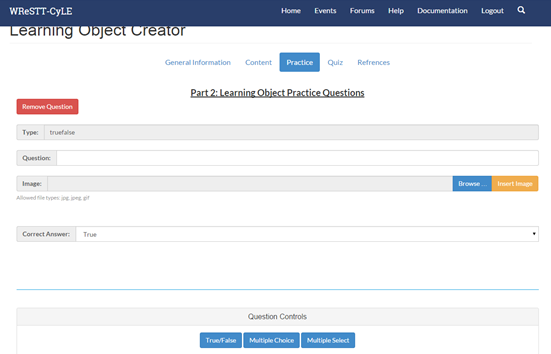 WReSTT-CyLE Home Events Forums Help Documentation Logout
Learning Object Creator
General Information Content Practice Quiz Refrences
Part 2: Learning Object Practice Questions
Remove Question
Type: truefalse
Question:
Image: Browse ... Insert Image
Allowed file types: jpg, jpeg, gif
Correct Answer: True
Question Controls
True/False Multiple Choice Multiple Select